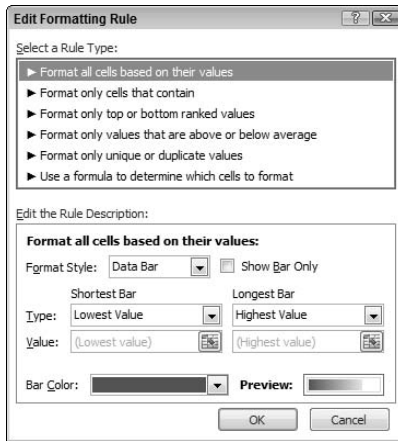 Edit Formatting Rule
Select a Rule Type:
► Format all cells based on their values
► Format only cells that contain
► Format only top or bottom ranked values
► Format only values that are above or below average
► Format only unique or duplicate values
► Use a formula to determine which cells to format
Edit the Rule Description:
Format all cells based on their values:
Format Style: Data Bar Show Bar Only
Shortest Bar Longest Bar
Type: Lowest Value Highest Value
Value: (Lowest value) (Highest value)
Bar Color: Preview:
OK Cancel